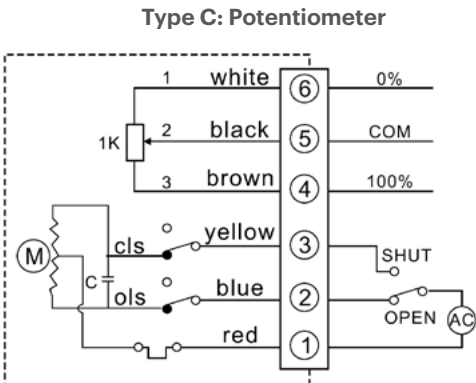 Type C: Potentiometer
1 white 6 0%
1K 2 black 5 COM
3 brown 4 100%
cls yellow 3 SHUT
M C
ols blue 2 OPEN AC
red 1